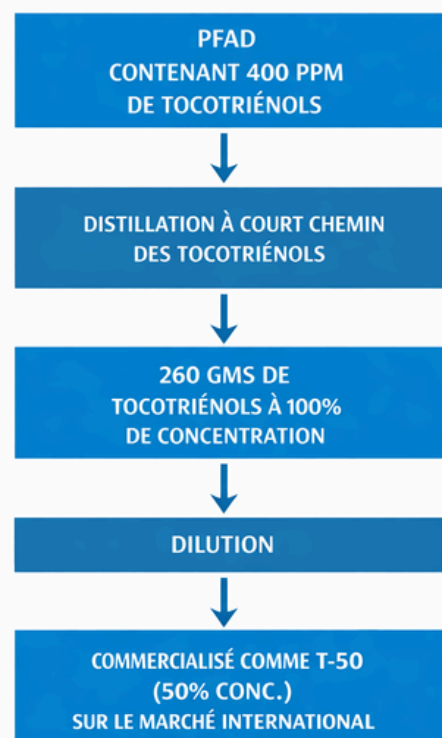 PFAD
CONTENANT 400 PPM
DE TOCOTRIÉNOLS
DISTILLATION À COURT CHEMIN
DES TOCOTRIÉNOLS
260 GMS DE
TOCOTRIÉNOLS À 100%
DE CONCENTRATION
DILUTION
COMMERCIALISÉ COMME T-50
(50% CONC.)
SUR LE MARCHÉ INTERNATIONAL